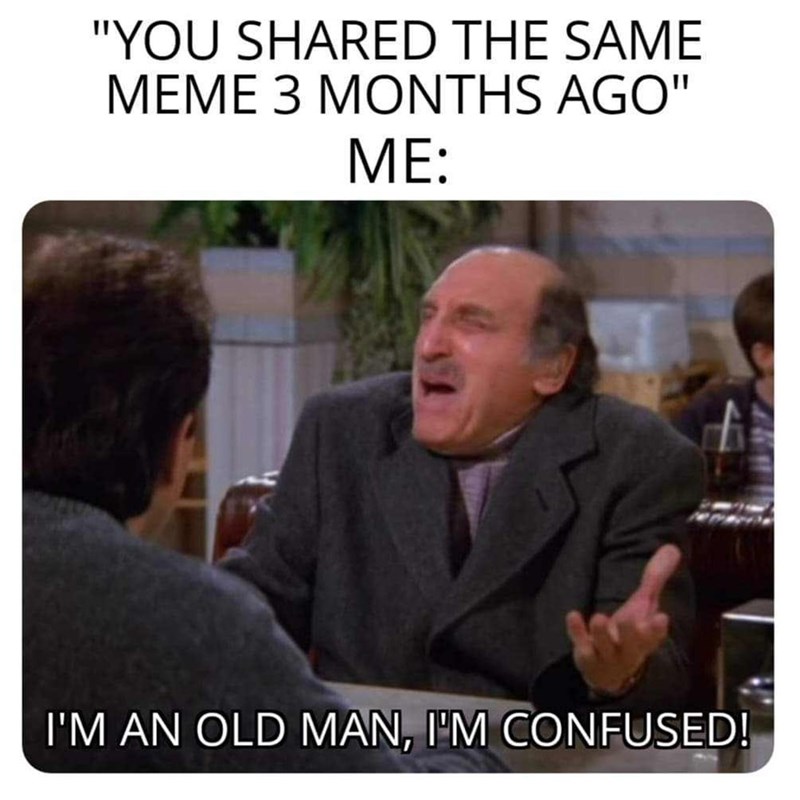 "YOU SHARED THE SAME
MEME 3 MONTHS AGO"
ME:
I'M AN OLD MAN, I'M CONFUSED!